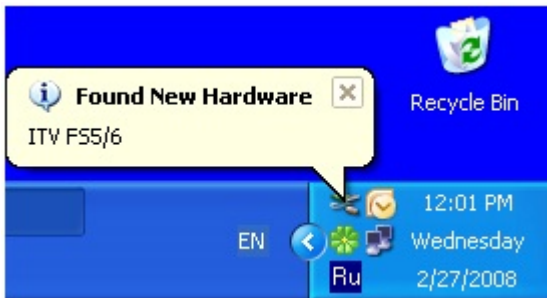 Found New Hardware
ITV FS5/6
Recycle Bin
EN
12:01 PM
Wednesday
Ru
2/27/2008